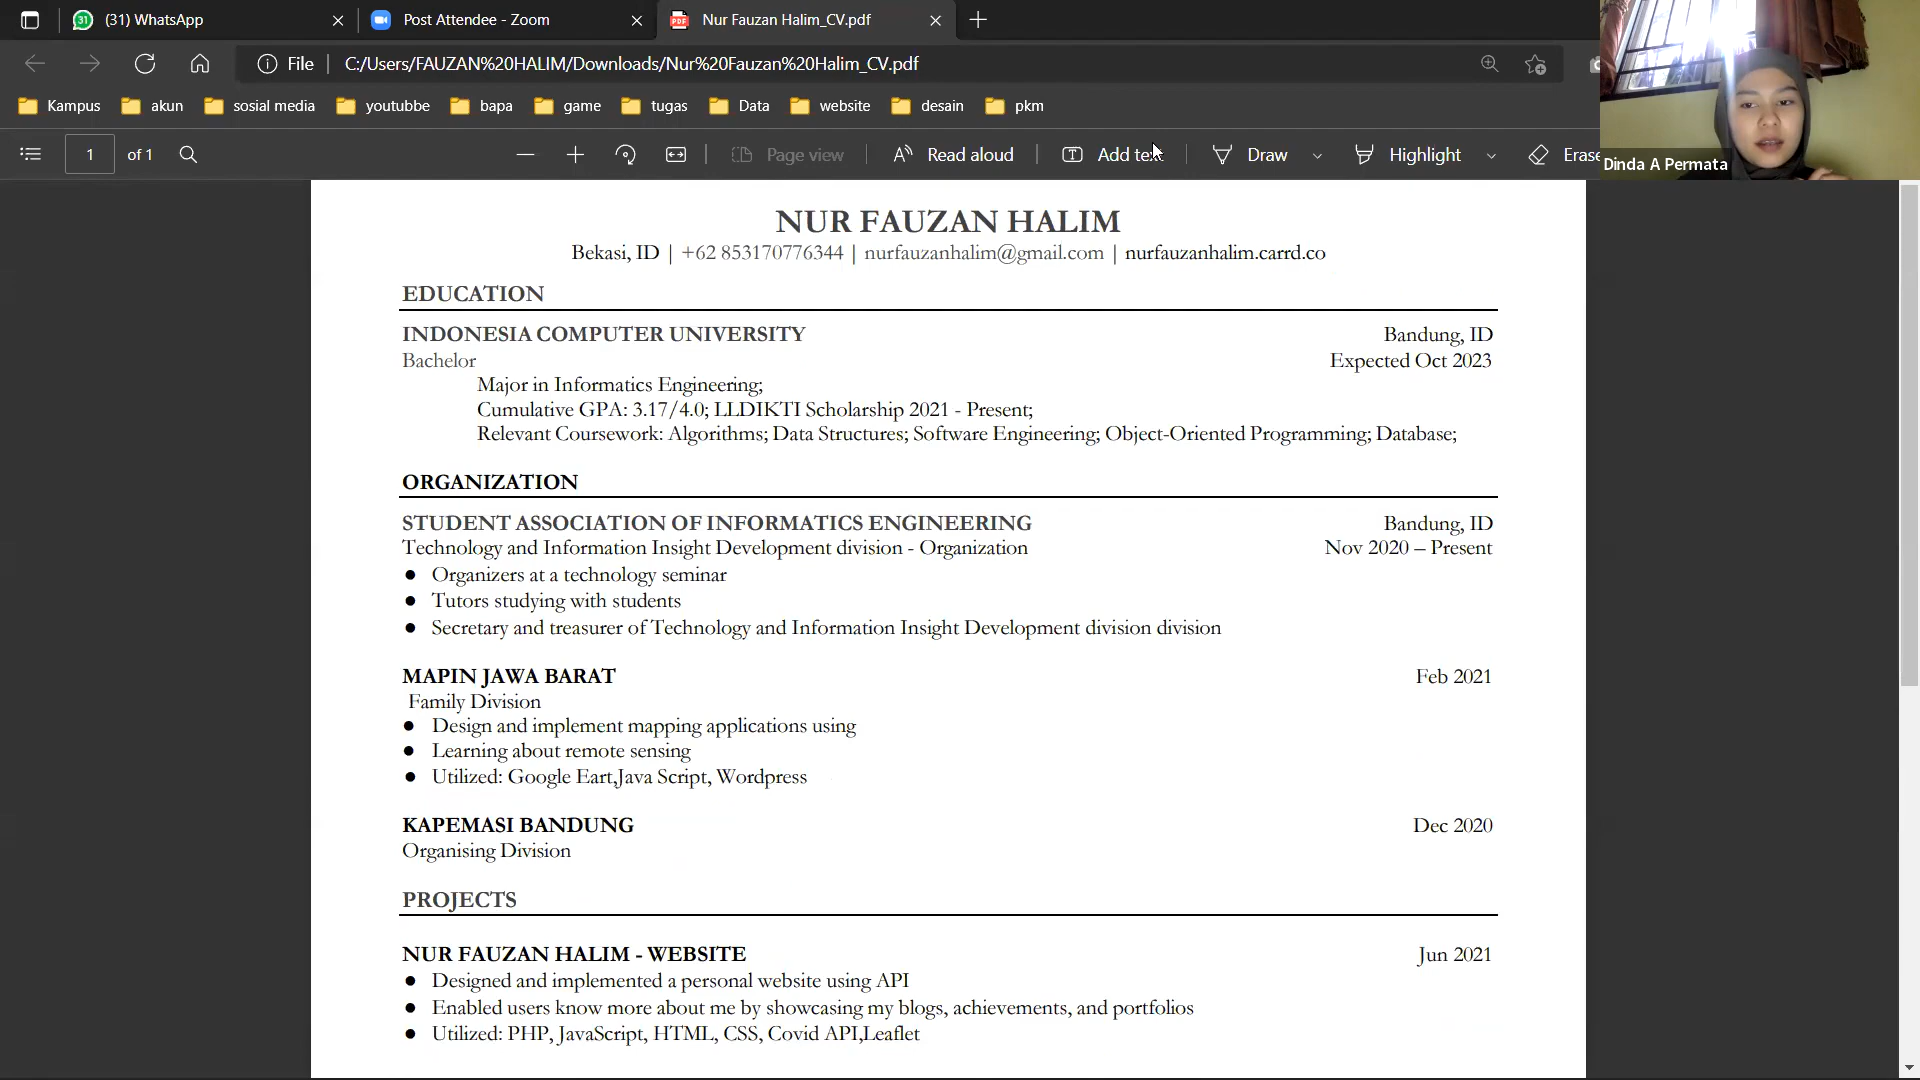 (31) WhatsApp
Post Attendee - Zoom
Nur Fauzan Halim_CV.pdf
File
C:/Users/FAUZAN%20HALIM/Downloads/Nur%20Fauzan%20Halim_CV.pdf
Kampus akun sosial media youtubbe bapa game tugas Data website desain pkm
1 of 1 Page view Read aloud Add text Draw Highlight Erase
Dinda A Permata
NUR FAUZAN HALIM
Bekasi, ID | +62 853170776344 | nurfauzanhalim@gmail.com | nurfauzanhalim.carrd.co
EDUCATION
INDONESIA COMPUTER UNIVERSITY Bandung, ID
Bachelor Expected Oct 2023
Major in Informatics Engineering;
Cumulative GPA: 3.17/4.0; LLDIKTI Scholarship 2021 - Present;
Relevant Coursework: Algorithms; Data Structures; Software Engineering; Object-Oriented Programming; Database;
ORGANIZATION
STUDENT ASSOCIATION OF INFORMATICS ENGINEERING Bandung, ID
Technology and Information Insight Development division - Organization Nov 2020 – Present
● Organizers at a technology seminar
● Tutors studying with students
● Secretary and treasurer of Technology and Information Insight Development division division
MAPIN JAWA BARAT Feb 2021
Family Division
● Design and implement mapping applications using
● Learning about remote sensing
● Utilized: Google Eart,Java Script, Wordpress
KAPEMASI BANDUNG Dec 2020
Organising Division
PROJECTS
NUR FAUZAN HALIM - WEBSITE Jun 2021
● Designed and implemented a personal website using API
● Enabled users know more about me by showcasing my blogs, achievements, and portfolios
● Utilized: PHP, JavaScript, HTML, CSS, Covid API,Leaflet